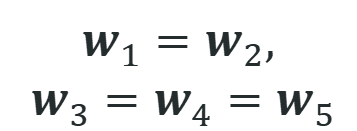 w₁ = w₂,
w₃ = w₄ = w₅